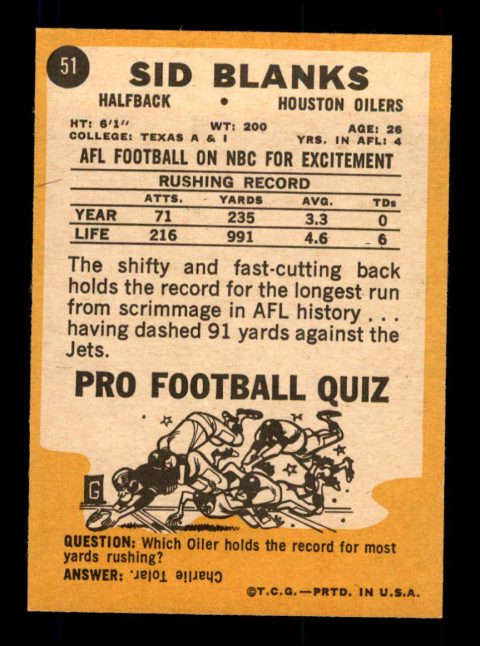 51
SID BLANKS
HALFBACK • HOUSTON OILERS
HT: 6'1" WT: 200 AGE: 26
COLLEGE: TEXAS A & I YRS. IN AFL: 4
AFL FOOTBALL ON NBC FOR EXCITEMENT
RUSHING RECORD
ATTS. YARDS AVG. TDs
YEAR 71 235 3.3 0
LIFE 216 991 4.6 6
The shifty and fast-cutting back
holds the record for the longest run
from scrimmage in AFL history . . .
having dashed 91 yards against the
Jets.
PRO FOOTBALL QUIZ
G
QUESTION: Which Oiler holds the record for most
yards rushing?
ANSWER: Charlie Tolar.
©T.C.G.—PRTD. IN U.S.A.